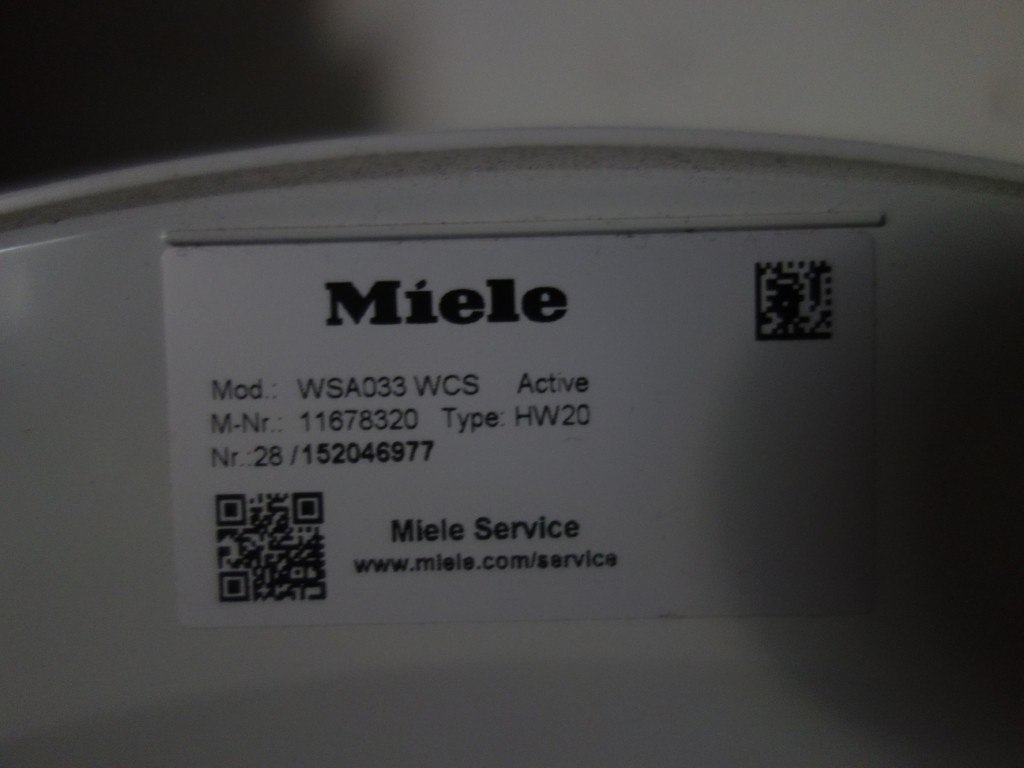 Miele
Mod.: WSA033 WCS Active
M-Nr.: 11678320 Type: HW20
Nr.:28 /152046977
Miele Service
www.miele.com/service